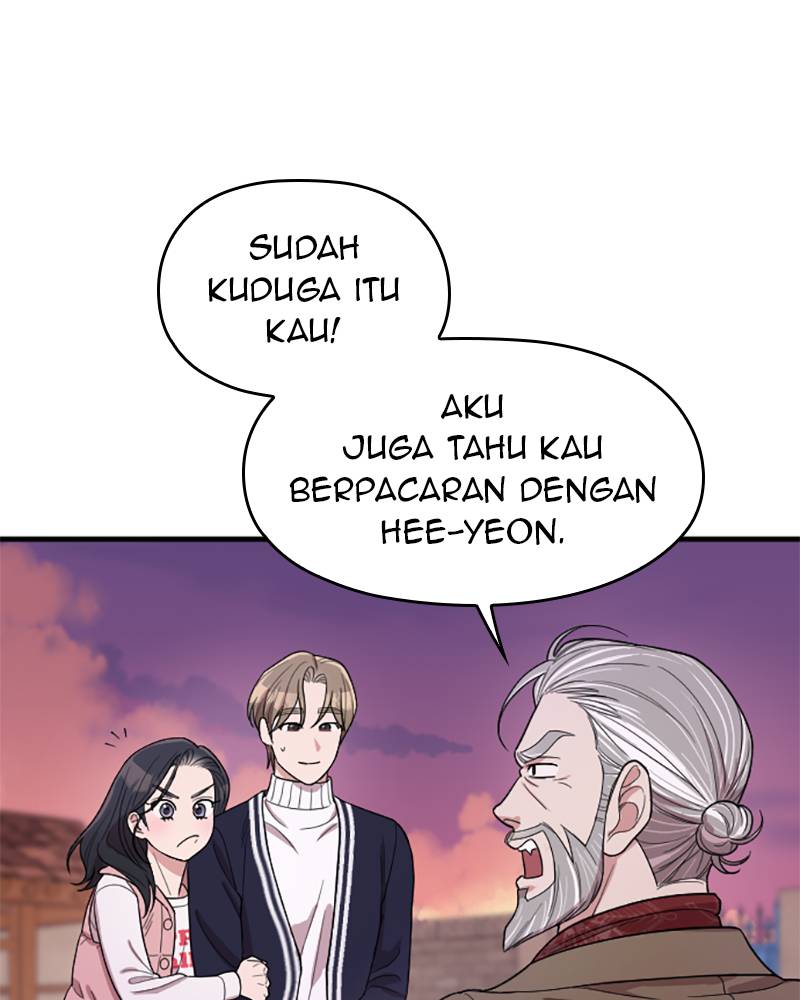 SUDAH
KUDUGA ITU
KAU!
AKU
JUGA TAHU KAU
BERPACARAN DENGAN
HEE-YEON.